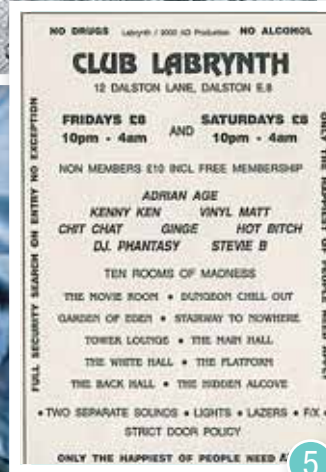 NO DRUGS Labrynth / 2000 AD Production NO ALCOHOL
CLUB LABRYNTH
12 DALSTON LANE, DALSTON E.8
FRIDAYS £8 AND SATURDAYS £8
10pm - 4am 10pm - 4am
NON MEMBERS £10 INCL FREE MEMBERSHIP
ADRIAN AGE
KENNY KEN VINYL MATT
CHIT CHAT GINGE HOT BITCH
D.J. PHANTASY STEVIE B
TEN ROOMS OF MADNESS
THE MOVIE ROOM • DUNGEON CHILL OUT
GARDEN OF EDEN • STAIRWAY TO NOWHERE
TOWER LOUNGE • THE MAIN HALL
THE WHITE HALL • THE PLATFORM
THE BACK HALL • THE HIDDEN ALCOVE
• TWO SEPARATE SOUNDS • LIGHTS • LAZERS • F/X •
STRICT DOOR POLICY
ONLY THE HAPPIEST OF PEOPLE NEED
FULL SECURITY SEARCH ON ENTRY NO EXCEPTION
ONLY THE HAPPIEST OF PEOPLE NEED
5